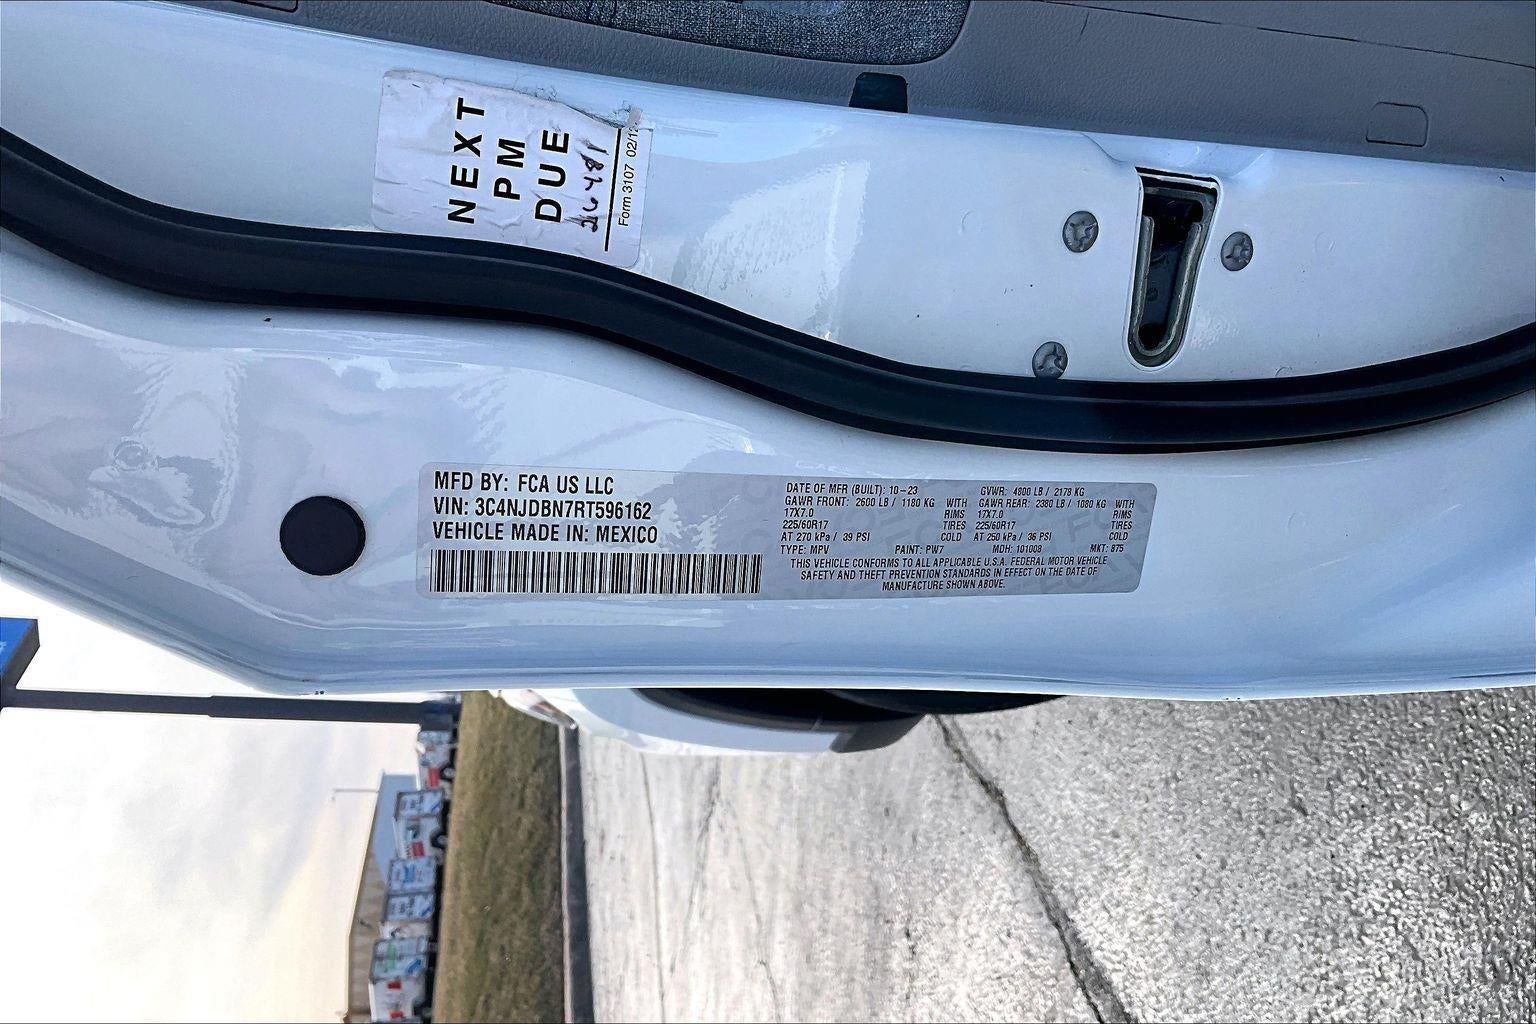 NEXT
PM
DUE
26481
Form 3107 02/12
MFD BY: FCA US LLC
VIN: 3C4NJDBN7RT596162
VEHICLE MADE IN: MEXICO
DATE OF MFR (BUILT): 10-23 GVWR: 4800 LB / 2178 KG
GAWR FRONT: 2600 LB / 1180 KG WITH GAWR REAR: 2380 LB / 1080 KG WITH
17X7.0 RIMS 17X7.0 RIMS
225/60R17 TIRES 225/60R17 TIRES
AT 270 kPa / 39 PSI COLD AT 250 kPa / 36 PSI COLD
TYPE: MPV PAINT: PW7 MDH: 101008 MKT: 875
THIS VEHICLE CONFORMS TO ALL APPLICABLE U.S.A. FEDERAL MOTOR VEHICLE
SAFETY AND THEFT PREVENTION STANDARDS IN EFFECT ON THE DATE OF
MANUFACTURE SHOWN ABOVE.